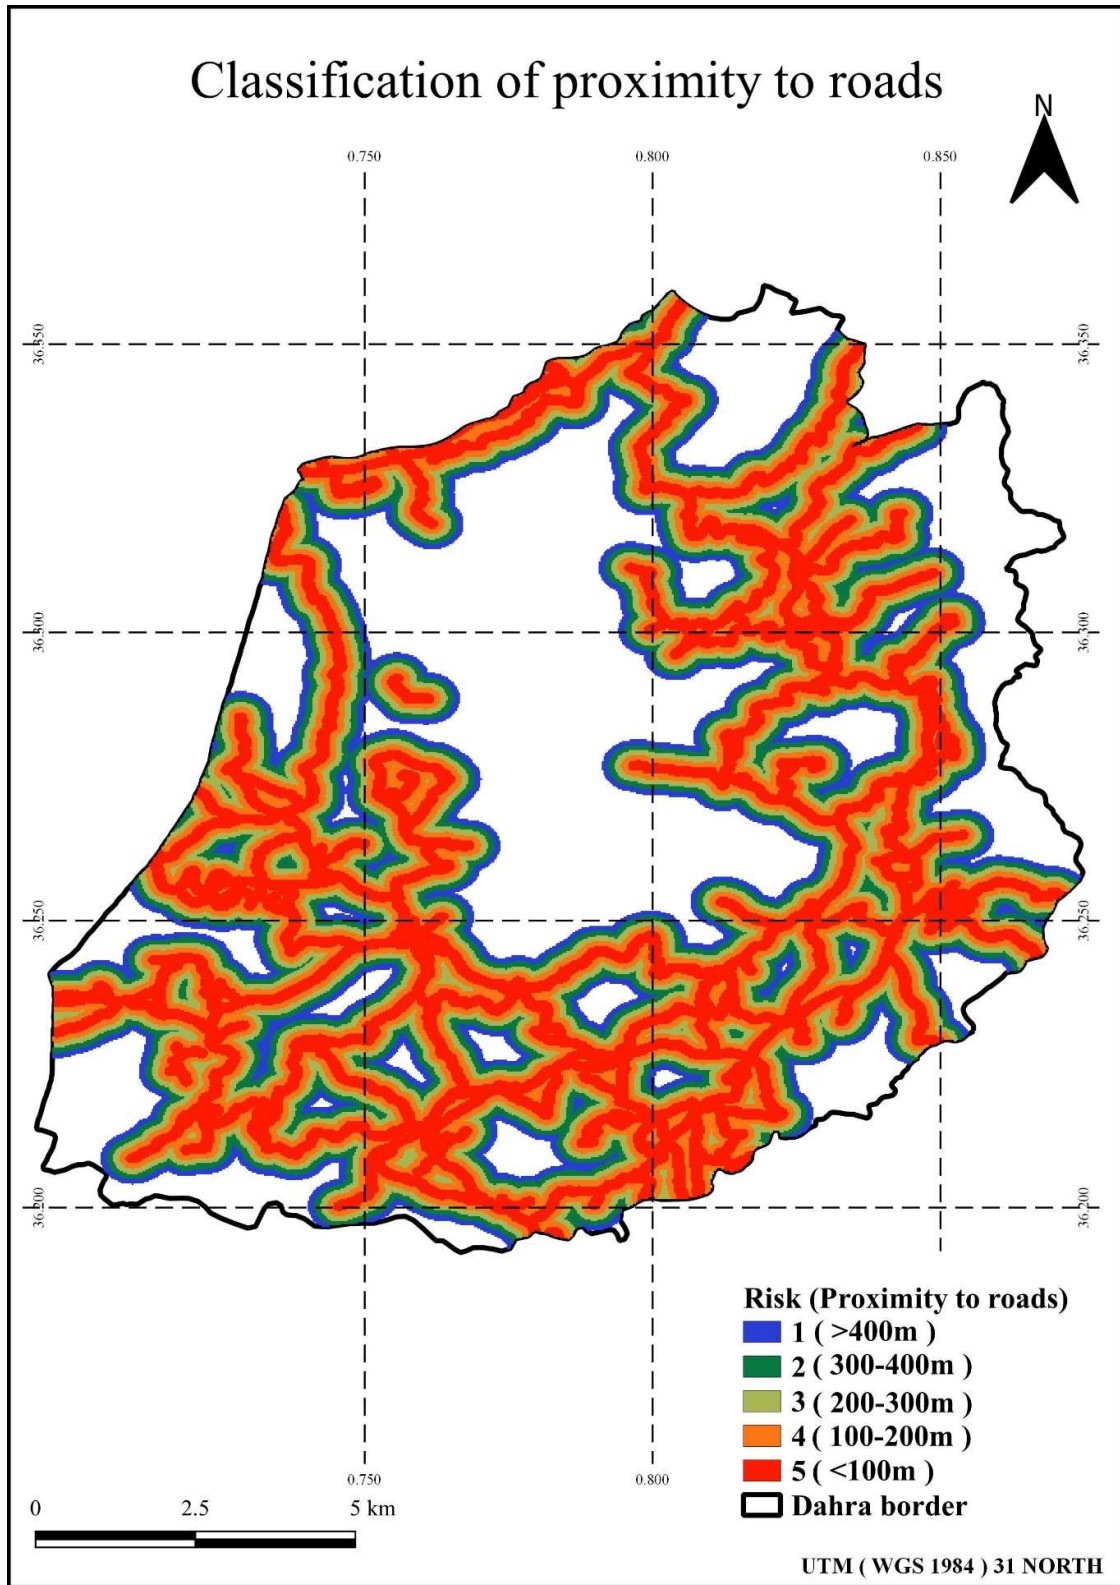 Classification of proximity to roads
N
0.750 0.800 0.850
36.350 36.350
36.300 36.300
36.250 36.250
36.200 36.200
Risk (Proximity to roads)
1 ( >400m )
2 ( 300-400m )
3 ( 200-300m )
4 ( 100-200m )
5 ( <100m )
Dahra border
0.750 0.800
0 2.5 5 km
UTM ( WGS 1984 ) 31 NORTH